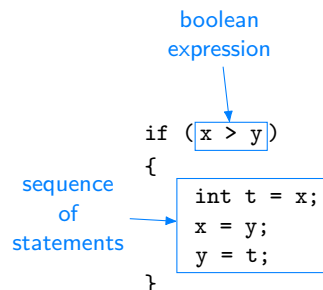 boolean
expression
if (x > y)
{
sequence
of
statements
int t = x;
x = y;
y = t;
}